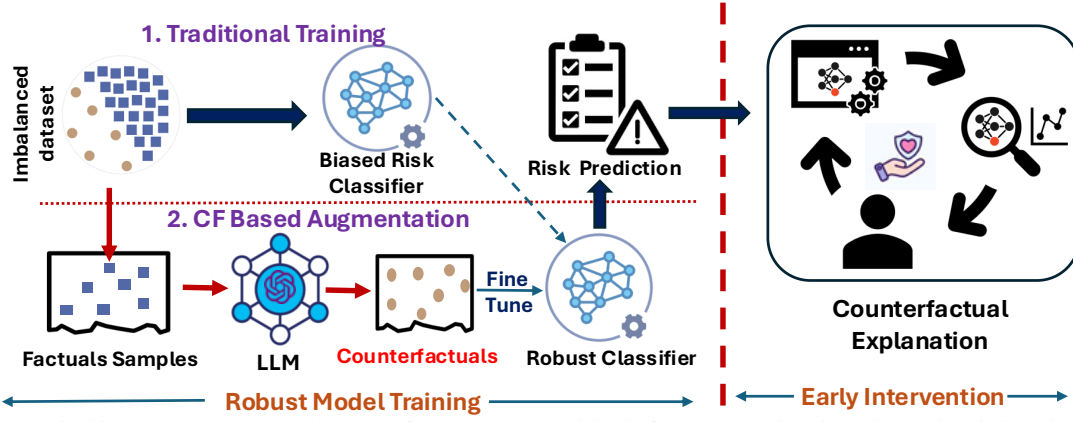 1. Traditional Training
Imbalanced
dataset
Biased Risk
Classifier
Risk Prediction
2. CF Based Augmentation
Factuals Samples
LLM
Counterfactuals
Fine
Tune
Robust Classifier
Robust Model Training
Counterfactual
Explanation
Early Intervention